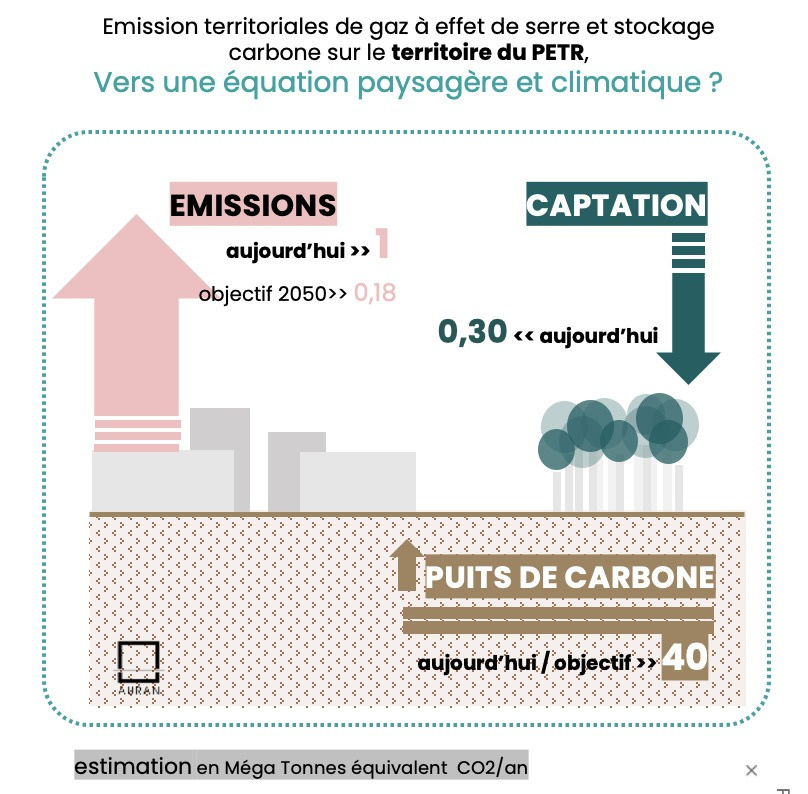 Emission territoriales de gaz à effet de serre et stockage
carbone sur le territoire du PETR,
Vers une équation paysagère et climatique ?
EMISSIONS
aujourd’hui >> 1
objectif 2050>> 0,18
CAPTATION
0,30 << aujourd’hui
PUITS DE CARBONE
aujourd’hui / objectif >> 40
AURAN
estimation en Méga Tonnes équivalent CO2/an